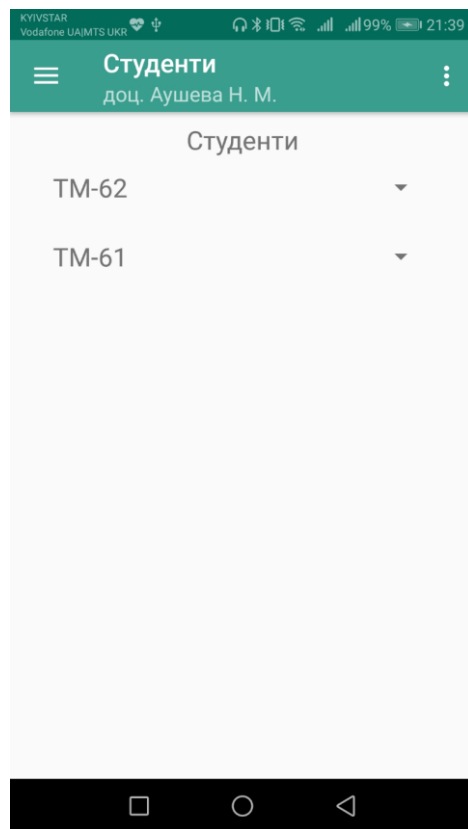 KYIVSTAR
Vodafone UA|MTS UKR 99% 21:39
Студенти
доц. Аушева Н. М.
Студенти
ТМ-62
ТМ-61